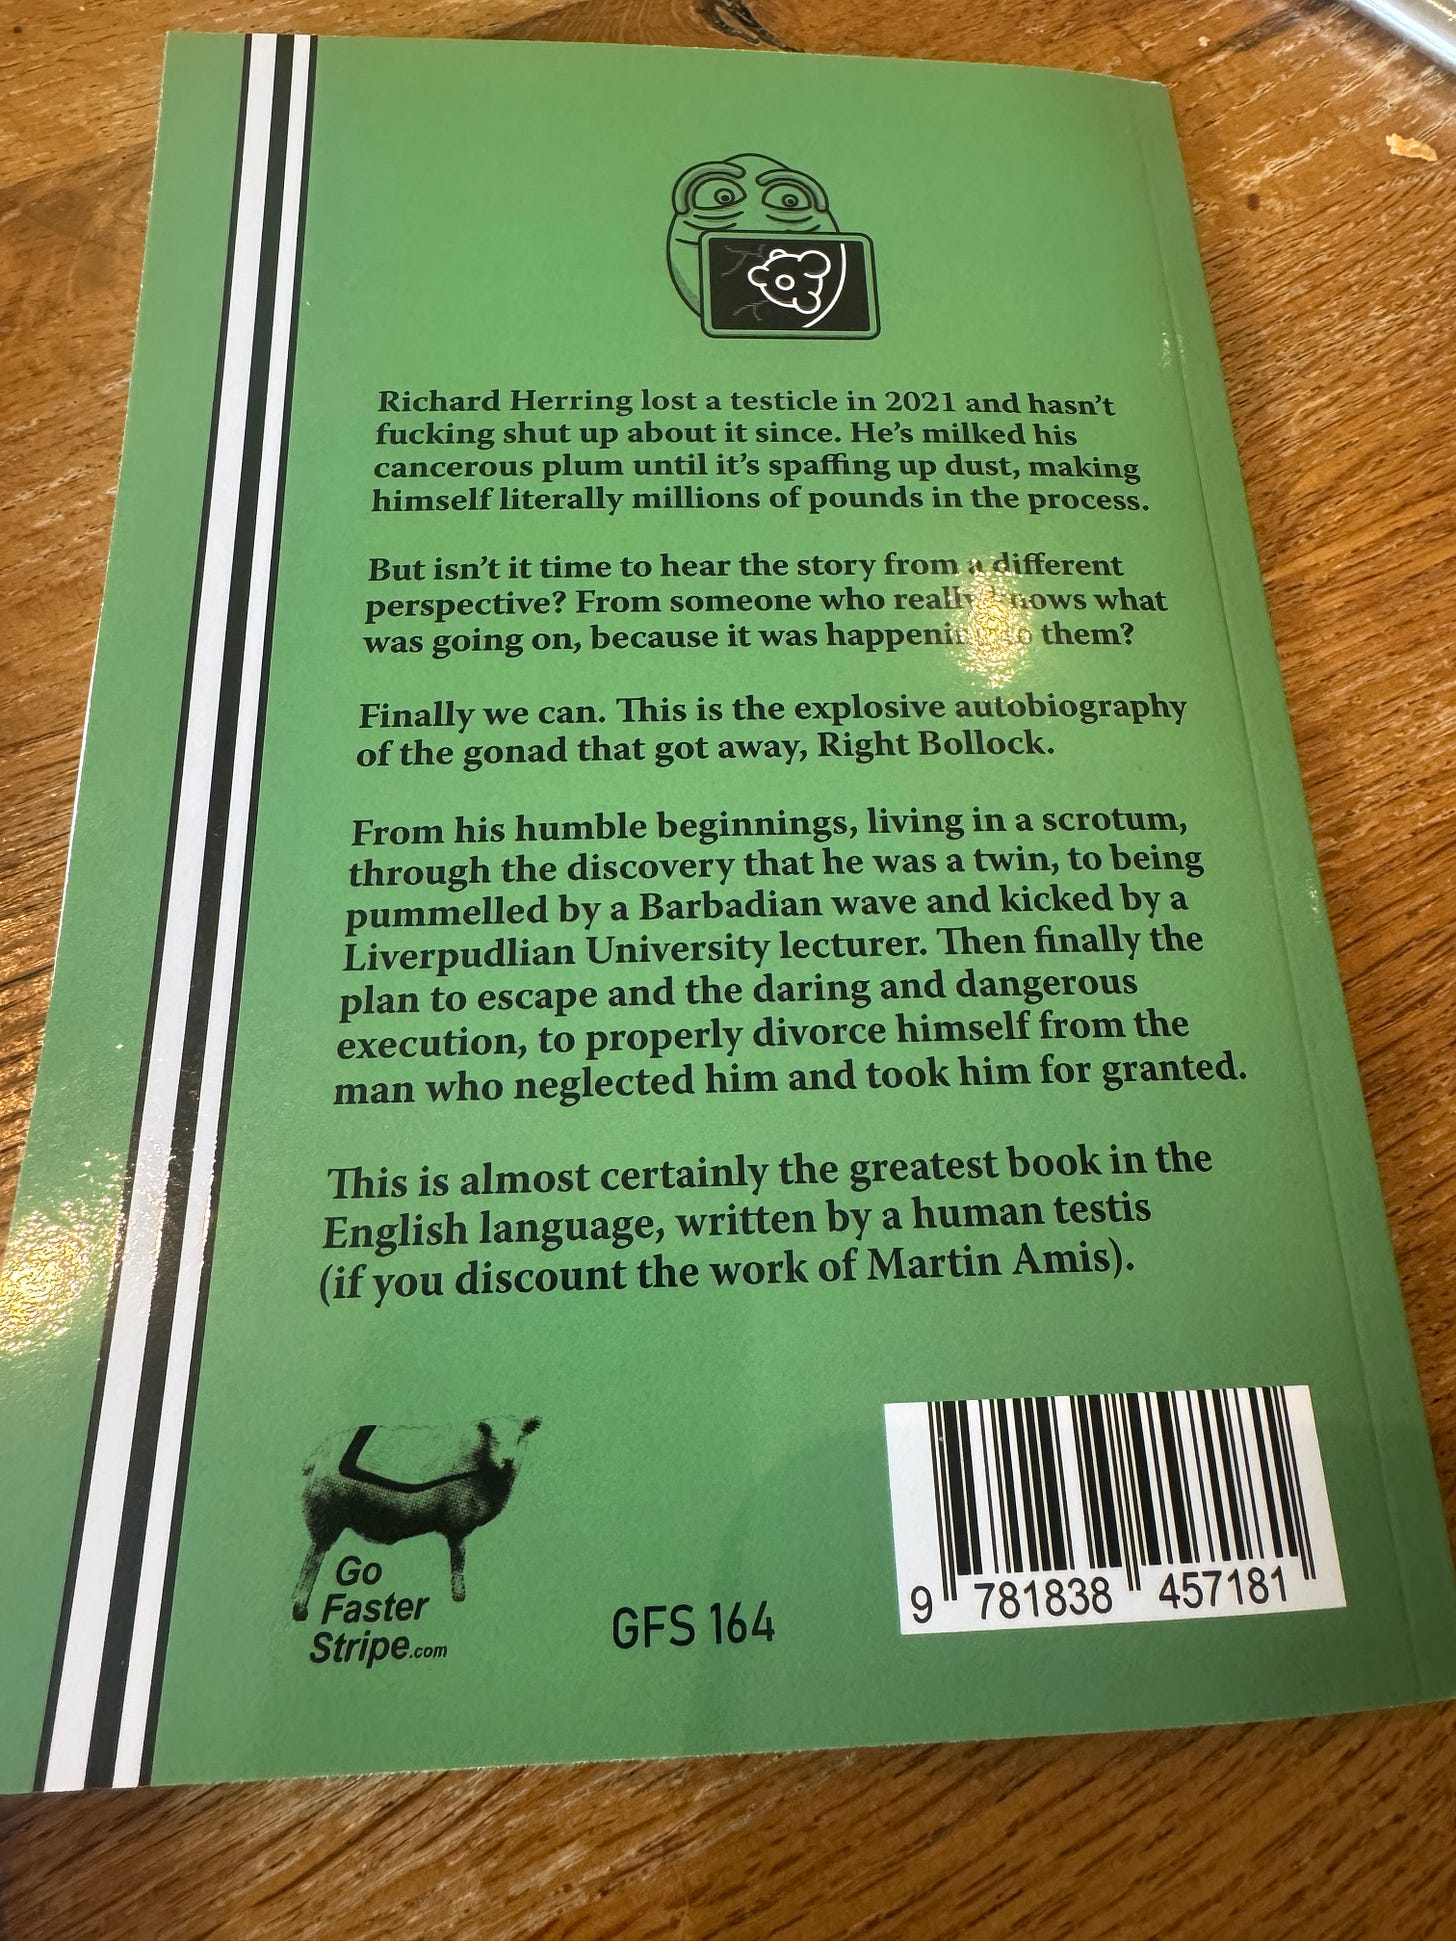 Richard Herring lost a testicle in 2021 and hasn't
fucking shut up about it since. He's milked his
cancerous plum until it's spaffing up dust, making
himself literally millions of pounds in the process.
But isn't it time to hear the story from a different
perspective? From someone who really knows what
was going on, because it was happening to them?
Finally we can. This is the explosive autobiography
of the gonad that got away, Right Bollock.
From his humble beginnings, living in a scrotum,
through the discovery that he was a twin, to being
pummelled by a Barbadian wave and kicked by a
Liverpudlian University lecturer. Then finally the
plan to escape and the daring and dangerous
execution, to properly divorce himself from the
man who neglected him and took him for granted.
This is almost certainly the greatest book in the
English language, written by a human testis
(if you discount the work of Martin Amis).
Go
Faster
Stripe.com
GFS 164
9 781838 457181